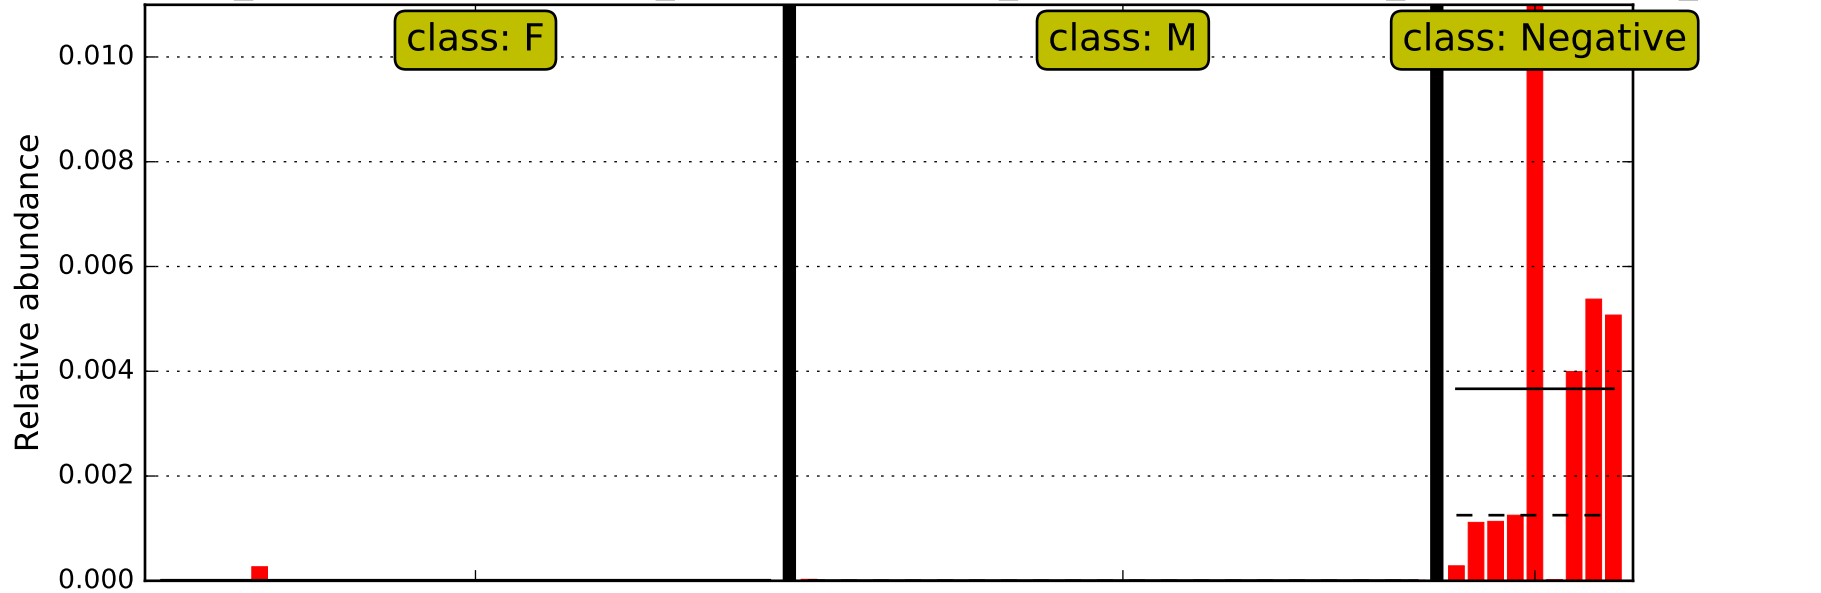 class: F
class: M
class: Negative
0.010
0.008
0.006
0.004
0.002
0.000
Relative abundance